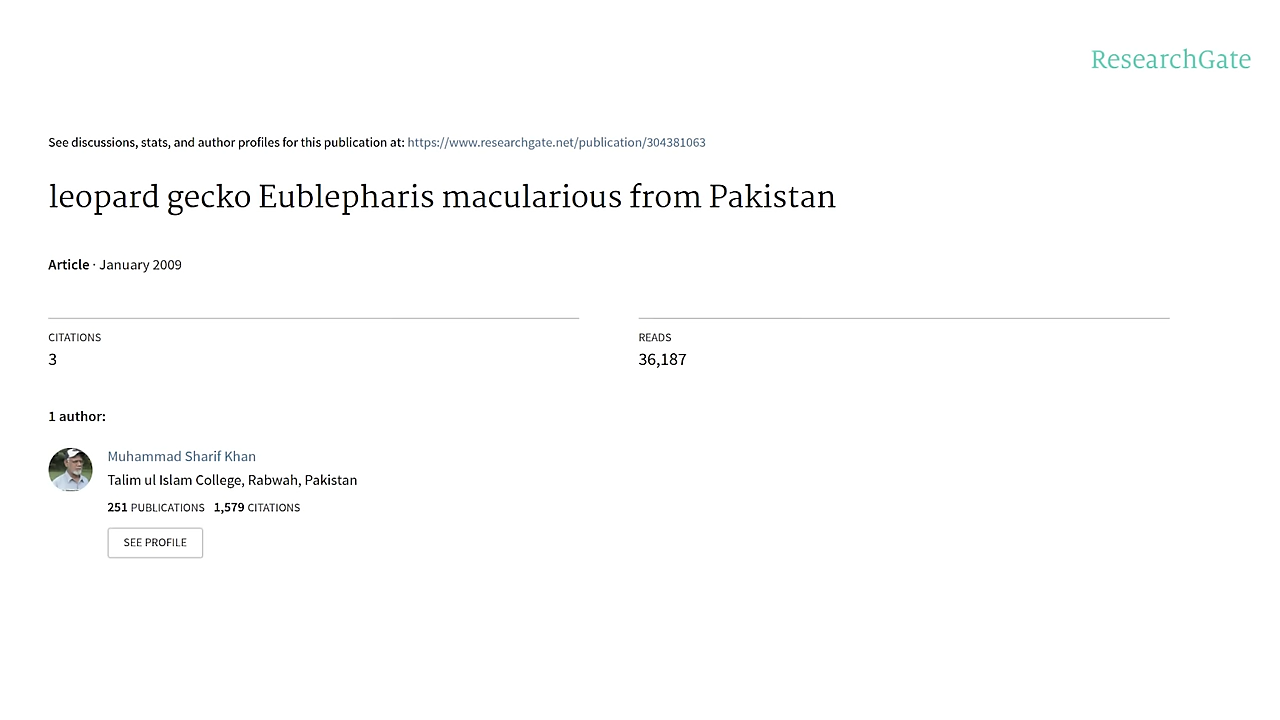 ResearchGate
See discussions, stats, and author profiles for this publication at: https://www.researchgate.net/publication/304381063
leopard gecko Eublepharis macularious from Pakistan
Article · January 2009
CITATIONS
3
READS
36,187
1 author:
Muhammad Sharif Khan
Talim ul Islam College, Rabwah, Pakistan
251 PUBLICATIONS 1,579 CITATIONS
SEE PROFILE